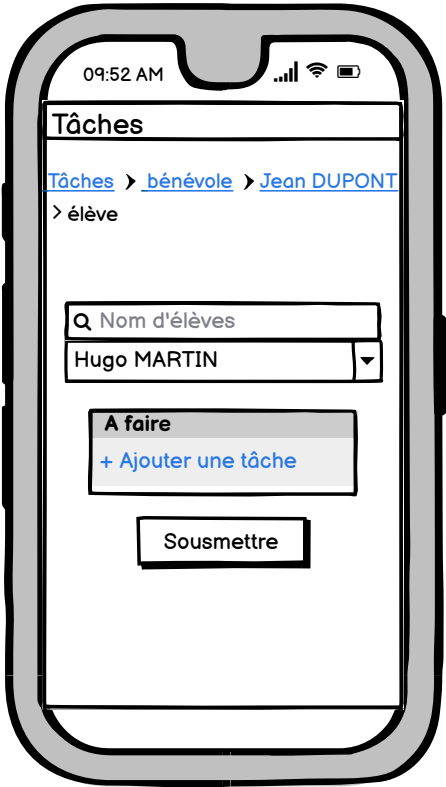 09:52 AM
Tâches
Tâches > bénévole > Jean DUPONT
> élève
Nom d'élèves
Hugo MARTIN
A faire
+ Ajouter une tâche
Sousmettre